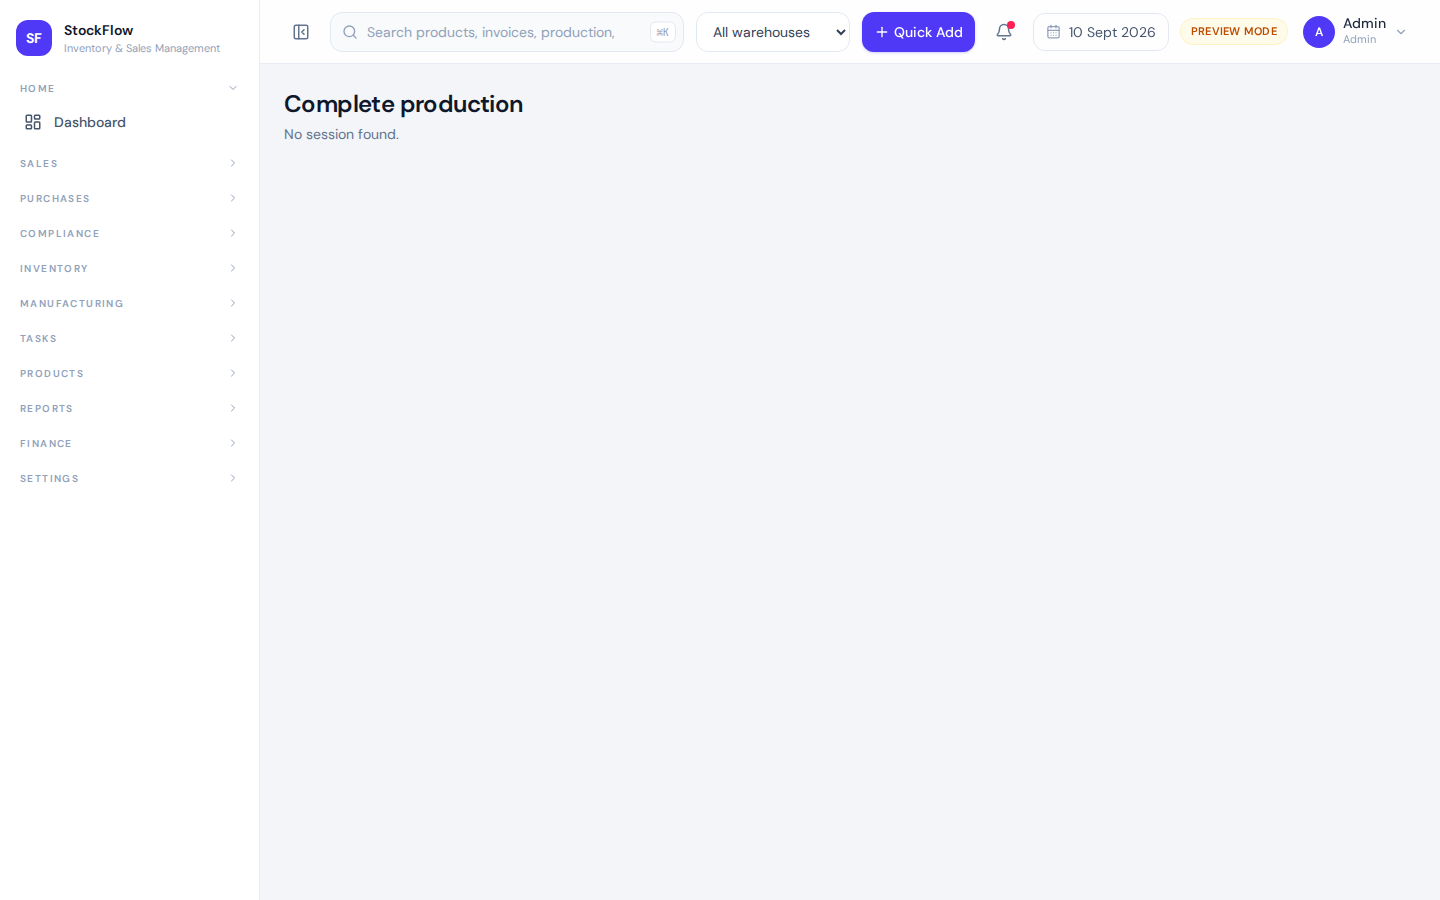 SF
StockFlow
Inventory & Sales Management
HOME
Dashboard
SALES
PURCHASES
COMPLIANCE
INVENTORY
MANUFACTURING
TASKS
PRODUCTS
REPORTS
FINANCE
SETTINGS
Search products, invoices, production,
⌘K
All warehouses
+ Quick Add
10 Sept 2026
PREVIEW MODE
A
Admin
Admin
Complete production
No session found.